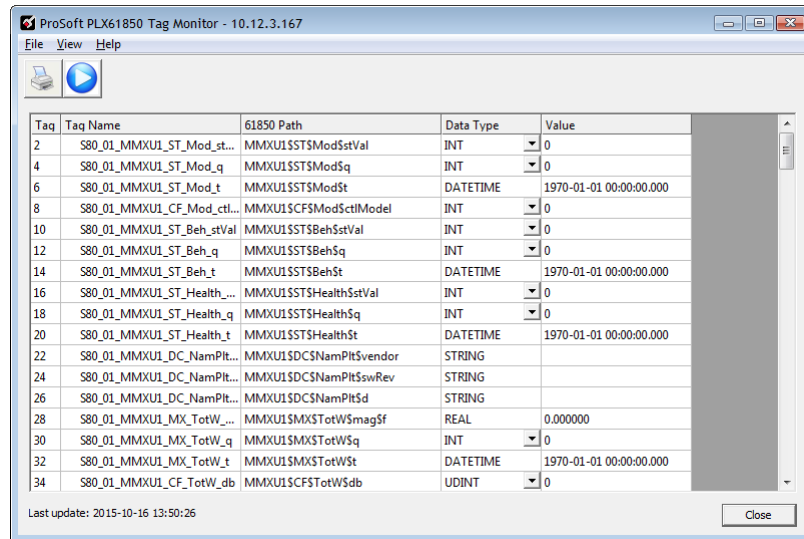 ProSoft PLX61850 Tag Monitor - 10.12.3.167
File View Help
Tag Tag Name 61850 Path Data Type Value
2 S80_01_MMXU1_ST_Mod_st... MMXU1$ST$Mod$stVal INT 0
4 S80_01_MMXU1_ST_Mod_q MMXU1$ST$Mod$q INT 0
6 S80_01_MMXU1_ST_Mod_t MMXU1$ST$Mod$t DATETIME 1970-01-01 00:00:00.000
8 S80_01_MMXU1_CF_Mod_ctl... MMXU1$CF$Mod$ctlModel INT 0
10 S80_01_MMXU1_ST_Beh_stVal MMXU1$ST$Beh$stVal INT 0
12 S80_01_MMXU1_ST_Beh_q MMXU1$ST$Beh$q INT 0
14 S80_01_MMXU1_ST_Beh_t MMXU1$ST$Beh$t DATETIME 1970-01-01 00:00:00.000
16 S80_01_MMXU1_ST_Health_... MMXU1$ST$Health$stVal INT 0
18 S80_01_MMXU1_ST_Health_q MMXU1$ST$Health$q INT 0
20 S80_01_MMXU1_ST_Health_t MMXU1$ST$Health$t DATETIME 1970-01-01 00:00:00.000
22 S80_01_MMXU1_DC_NamPlt... MMXU1$DC$NamPlt$vendor STRING
24 S80_01_MMXU1_DC_NamPlt... MMXU1$DC$NamPlt$swRev STRING
26 S80_01_MMXU1_DC_NamPlt... MMXU1$DC$NamPlt$d STRING
28 S80_01_MMXU1_MX_TotW_... MMXU1$MX$TotW$mag$f REAL 0.000000
30 S80_01_MMXU1_MX_TotW_q MMXU1$MX$TotW$q INT 0
32 S80_01_MMXU1_MX_TotW_t MMXU1$MX$TotW$t DATETIME 1970-01-01 00:00:00.000
34 S80_01_MMXU1_CF_TotW_db MMXU1$CF$TotW$db UDINT 0
Last update: 2015-10-16 13:50:26
Close